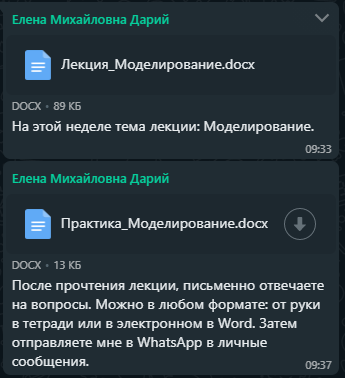 Елена Михайловна Дарий
Лекция_Моделирование.docx
DOCX • 89 КБ
На этой неделе тема лекции: Моделирование.
09:33
Елена Михайловна Дарий
Практика_Моделирование.docx
DOCX • 13 КБ
После прочтения лекции, письменно отвечаете
на вопросы. Можно в любом формате: от руки
в тетради или в электронном в Word. Затем
отправляете мне в WhatsApp в личные
сообщения.
09:37